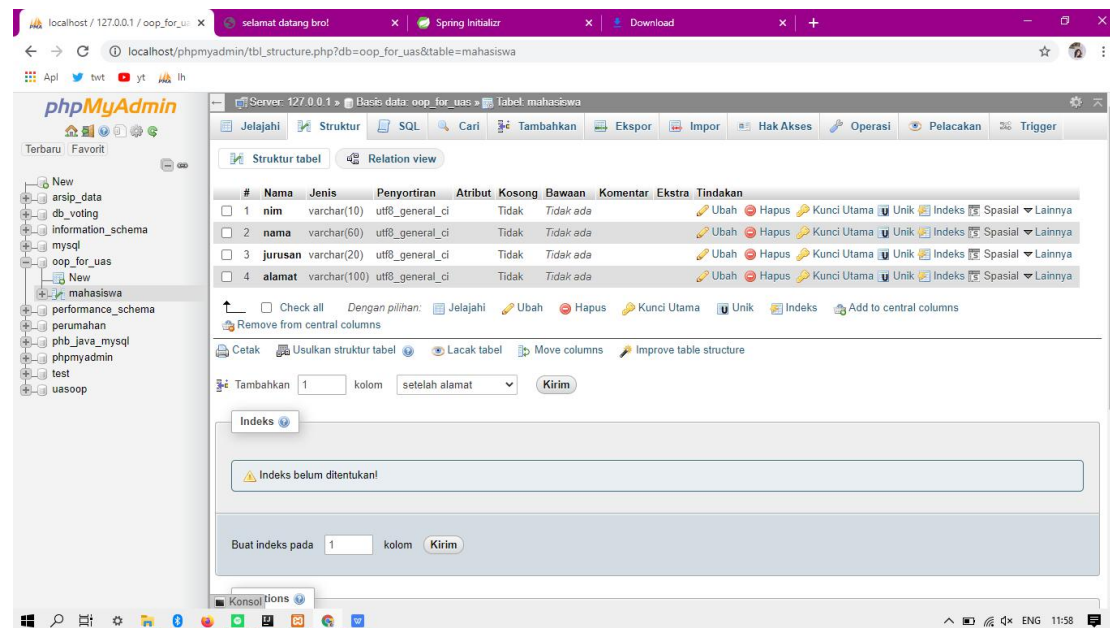 localhost / 127.0.0.1 / oop_for_u
selamat datang bro!
Spring Initializr
Download
localhost/phpmyadmin/tbl_structure.php?db=oop_for_uas&table=mahasiswa
Apl twt yt lh
phpMyAdmin
Terbaru Favorit
New
arsip_data
db_voting
information_schema
mysql
oop_for_uas
New
mahasiswa
performance_schema
perumahan
phb_java_mysql
phpmyadmin
test
uasoop
Server: 127.0.0.1 » Basis data: oop_for_uas » Tabel: mahasiswa
Jelajahi Struktur SQL Cari Tambahkan Ekspor Impor Hak Akses Operasi Pelacakan Trigger
Struktur tabel Relation view
# Nama Jenis Penyortiran Atribut Kosong Bawaan Komentar Ekstra Tindakan
1 nim varchar(10) utf8_general_ci Tidak Tidak ada Ubah Hapus Kunci Utama Unik Indeks Spasial Lainnya
2 nama varchar(60) utf8_general_ci Tidak Tidak ada Ubah Hapus Kunci Utama Unik Indeks Spasial Lainnya
3 jurusan varchar(20) utf8_general_ci Tidak Tidak ada Ubah Hapus Kunci Utama Unik Indeks Spasial Lainnya
4 alamat varchar(100) utf8_general_ci Tidak Tidak ada Ubah Hapus Kunci Utama Unik Indeks Spasial Lainnya
Check all Dengan pilihan: Jelajahi Ubah Hapus Kunci Utama Unik Indeks Add to central columns
Remove from central columns
Cetak Usulkan struktur tabel Lacak tabel Move columns Improve table structure
Tambahkan 1 kolom setelah alamat Kirim
Indeks
Indeks belum ditentukan!
Buat indeks pada 1 kolom Kirim
Konsol tions
ENG 11:58